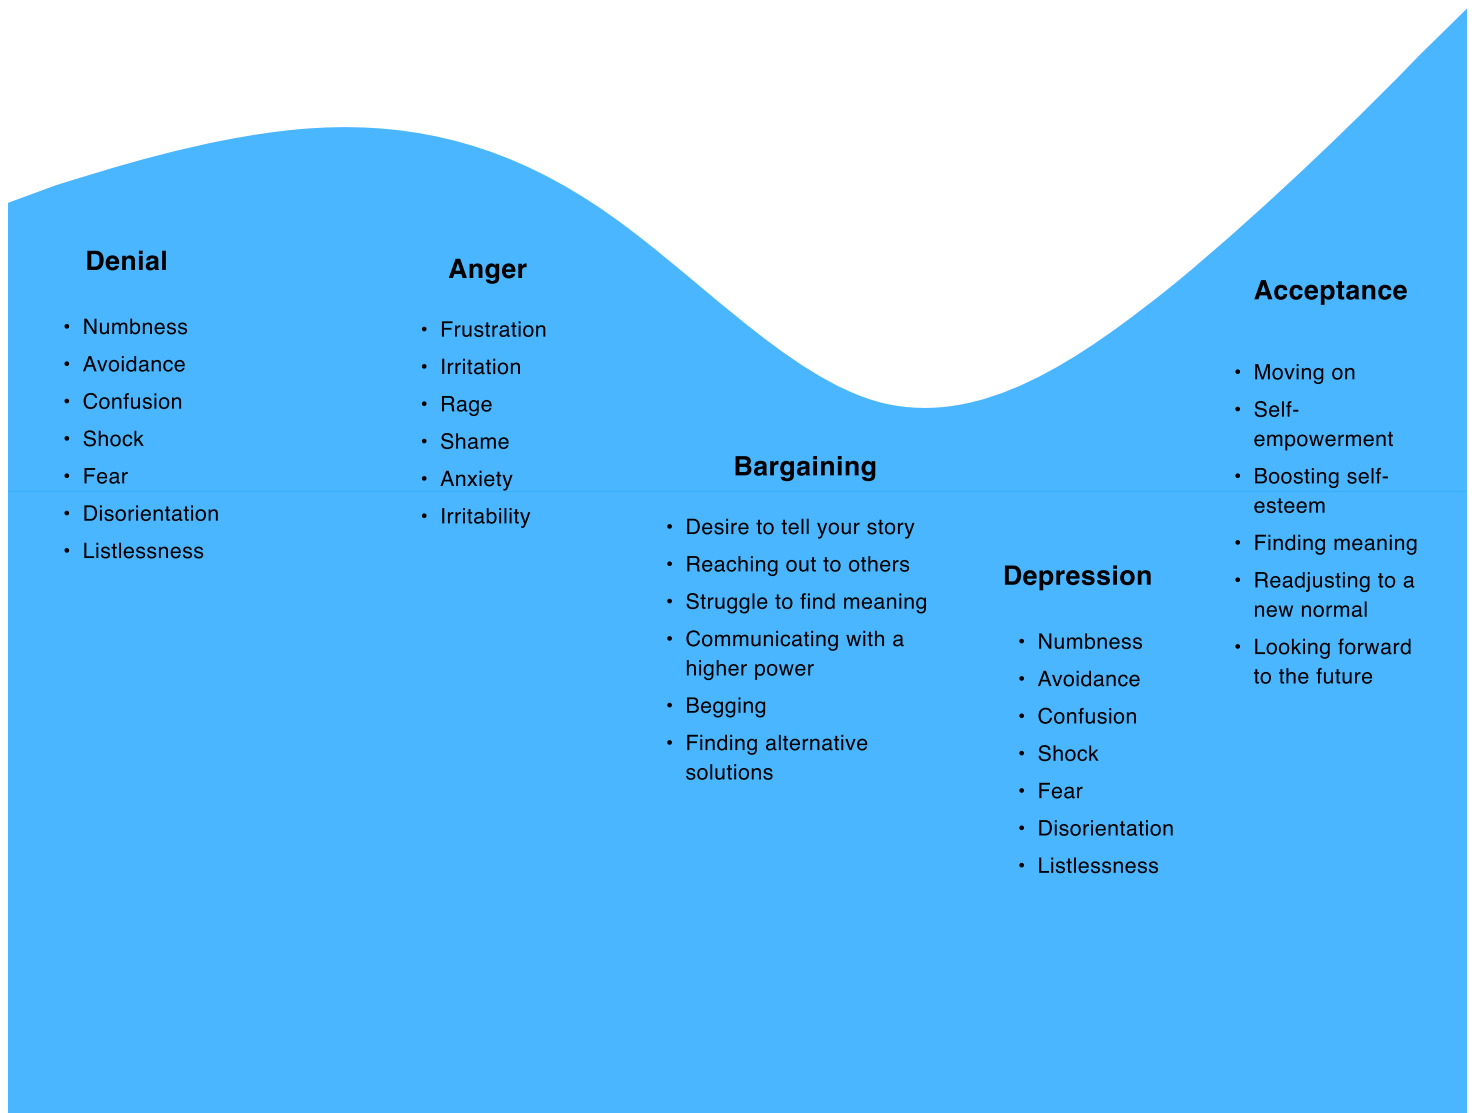 Denial
• Numbness
• Avoidance
• Confusion
• Shock
• Fear
• Disorientation
• Listlessness
Anger
• Frustration
• Irritation
• Rage
• Shame
• Anxiety
• Irritability
Bargaining
• Desire to tell your story
• Reaching out to others
• Struggle to find meaning
• Communicating with a
higher power
• Begging
• Finding alternative
solutions
Depression
• Numbness
• Avoidance
• Confusion
• Shock
• Fear
• Disorientation
• Listlessness
Acceptance
• Moving on
• Self-
empowerment
• Boosting self-
esteem
• Finding meaning
• Readjusting to a
new normal
• Looking forward
to the future